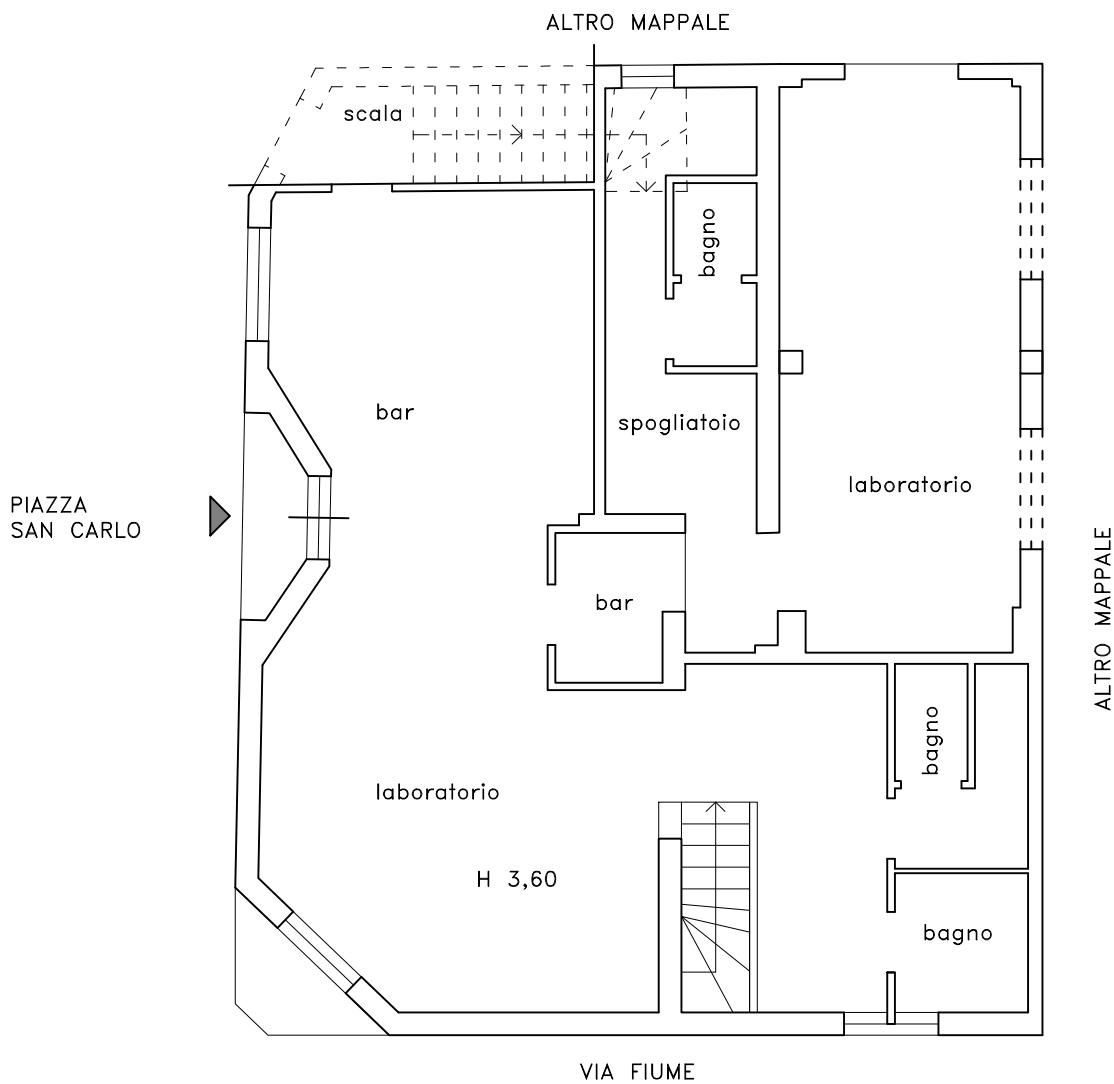 ALTRO MAPPALE
scala
bagno
bar
spogliatoio
laboratorio
PIAZZA
SAN CARLO
bar
ALTRO MAPPALE
bagno
laboratorio
H 3,60
bagno
VIA FIUME